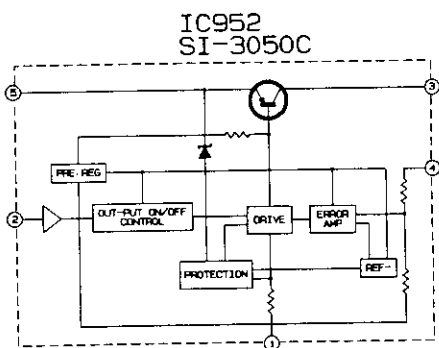 IC952
SI-3050C
5
3
PRE.REG
4
2
OUT-PUT ON/OFF
CONTROL
DRIVE
ERROR
AMP
PROTECTION
REF-
1